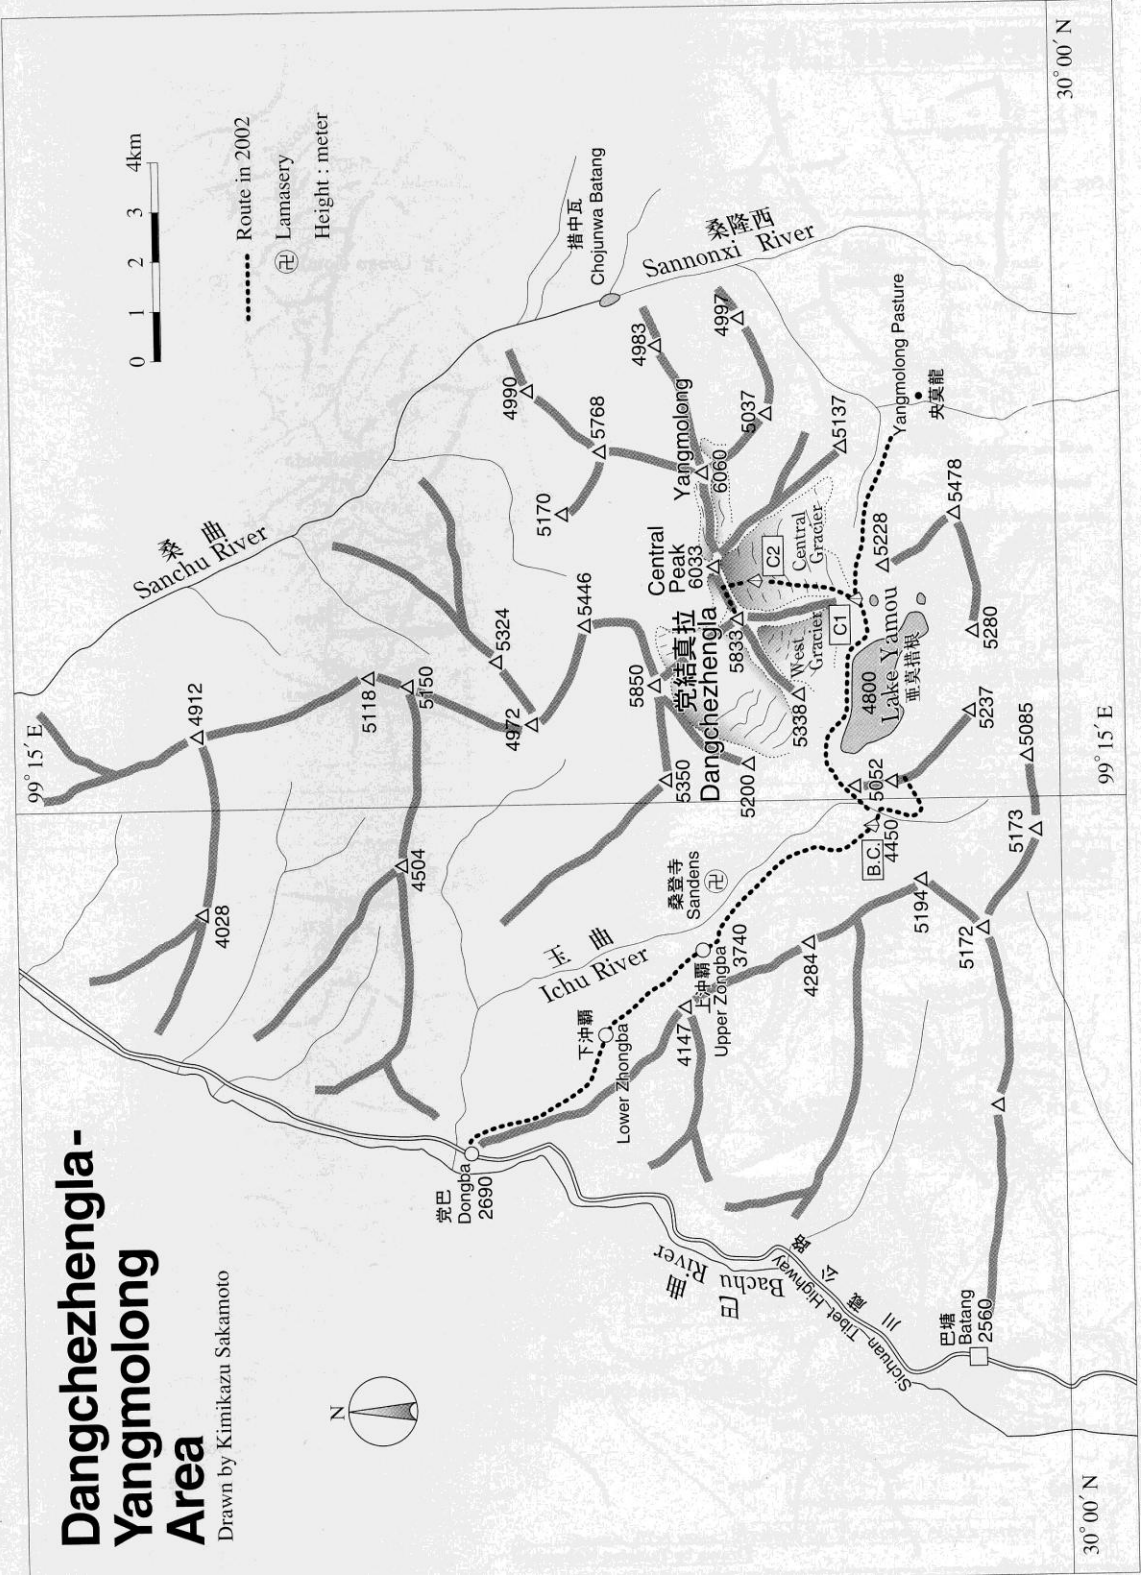 Dangchezhengla-
Yangmolong
Area
Drawn by Kimikazu Sakamoto
N
0 1 2 3 4km
Route in 2002
卍 Lamasery
Height : meter
99° 15′ E
30° 00′ N
4912
4028
5118
5150
4504
桑 曲
Sanchu River
5324
4972
5446
4990
5768
5170
措中瓦
Chojunwa Batang
桑隆西
Sannonxi River
4983
4997
5037
Yangmolong
6060
5137
Central
Peak
6033
党結真拉
Dangchezhengla
5833
5850
5350
5200
5338
West
Gracier
Central
Gracier
C2
C1
4800
Lake Yamou
亜莫措根
5228
5478
5280
5237
5085
5052
B.C.
4450
Yangmolong Pasture
央莫龍
桑登寺
Sandens
卍
玉 曲
Ichu River
上沖覇
Upper Zongba
3740
下沖覇
Lower Zhongba
4147
4284
5194
5172
5173
党巴
Dongba
2690
巴 曲
Bachu River
川 蔵 公 路
Sichuan Tibet Highway
巴塘
Batang
2560
30° 00′ N
99° 15′ E